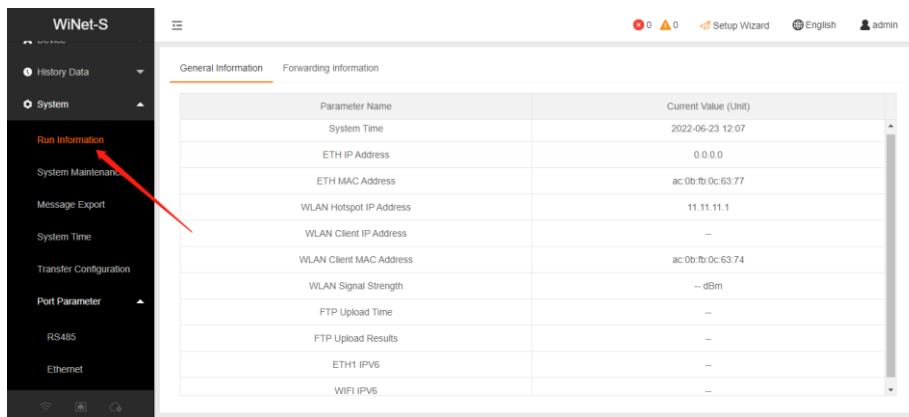 WiNet-S
0 0 Setup Wizard English admin
Device
History Data
System
Run Information
System Maintenanc
Message Export
System Time
Transfer Configuration
Port Parameter
RS485
Ethernet
General Information Forwarding information
Parameter Name Current Value (Unit)
System Time 2022-06-23 12:07
ETH IP Address 0.0.0.0
ETH MAC Address ac:0b:fb:0c:63:77
WLAN Hotspot IP Address 11.11.11.1
WLAN Client IP Address --
WLAN Client MAC Address ac:0b:fb:0c:63:74
WLAN Signal Strength -- dBm
FTP Upload Time --
FTP Upload Results --
ETH1 IPV6 --
WIFI IPV6 --